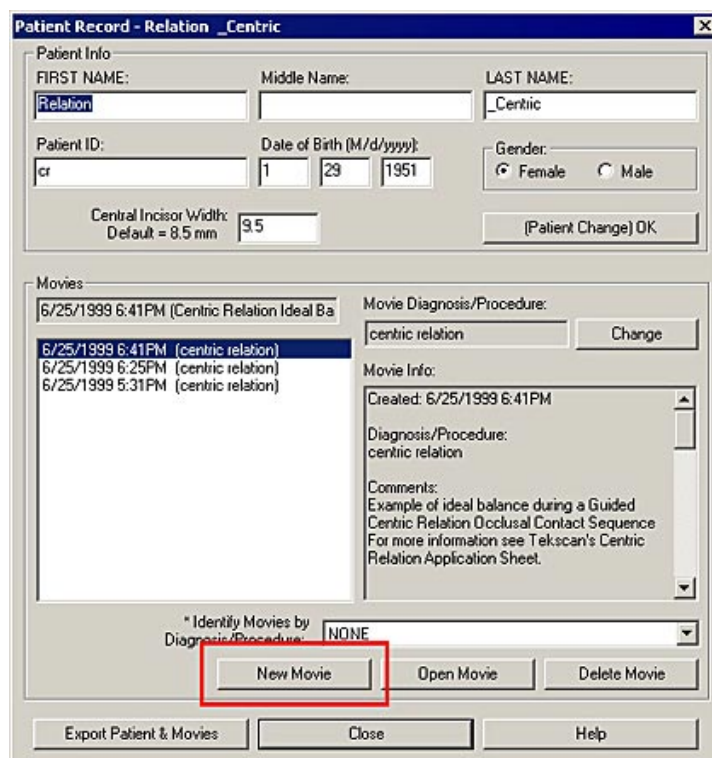 Patient Record - Relation _Centric
Patient Info
FIRST NAME: Middle Name: LAST NAME:
Relation _Centric
Patient ID: Date of Birth (M/d/yyyy): Gender:
cr 1 29 1951 Female Male
Central Incisor Width:
Default = 8.5 mm 9.5 (Patient Change) OK
Movies
6/25/1999 6:41PM (Centric Relation Ideal Ba
6/25/1999 6:41PM (centric relation)
6/25/1999 6:25PM (centric relation)
6/25/1999 5:31PM (centric relation)
Movie Diagnosis/Procedure:
centric relation Change
Movie Info:
Created: 6/25/1999 6:41PM
Diagnosis/Procedure:
centric relation
Comments:
Example of ideal balance during a Guided
Centric Relation Occlusal Contact Sequence
For more information see Tekscan's Centric
Relation Application Sheet.
* Identify Movies by
Diagnosis/Procedure: NONE
New Movie Open Movie Delete Movie
Export Patient & Movies Close Help